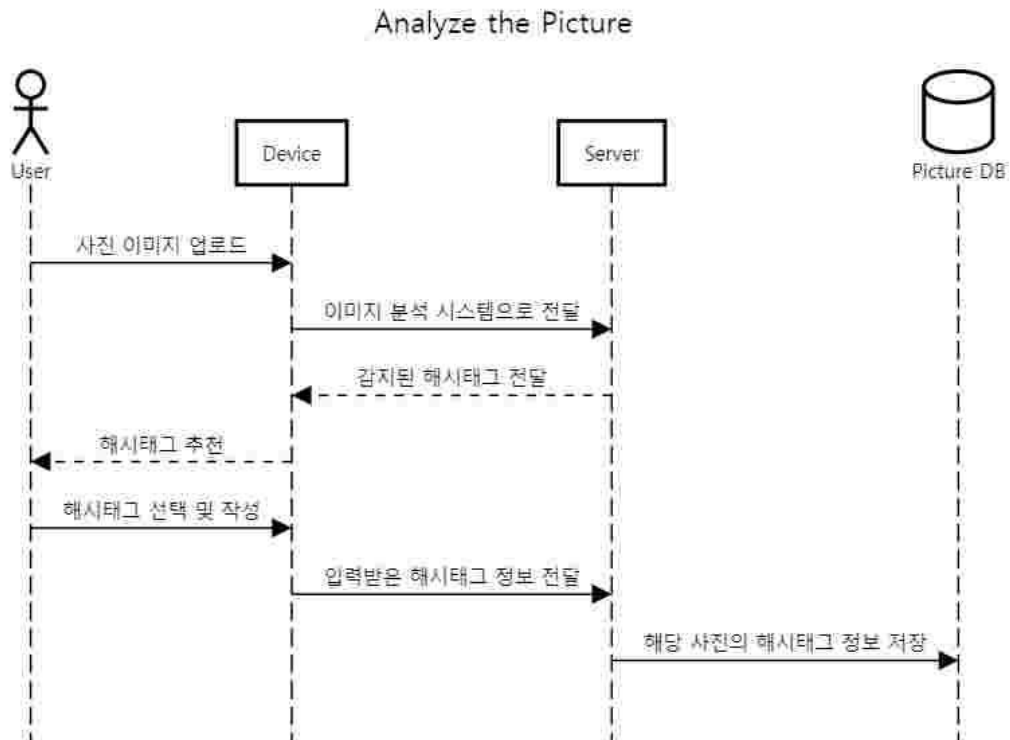 Analyze the Picture
User
Device
Server
Picture DB
사진 이미지 업로드
이미지 분석 시스템으로 전달
감지된 해시태그 전달
해시태그 추천
해시태그 선택 및 작성
입력받은 해시태그 정보 전달
해당 사진의 해시태그 정보 저장